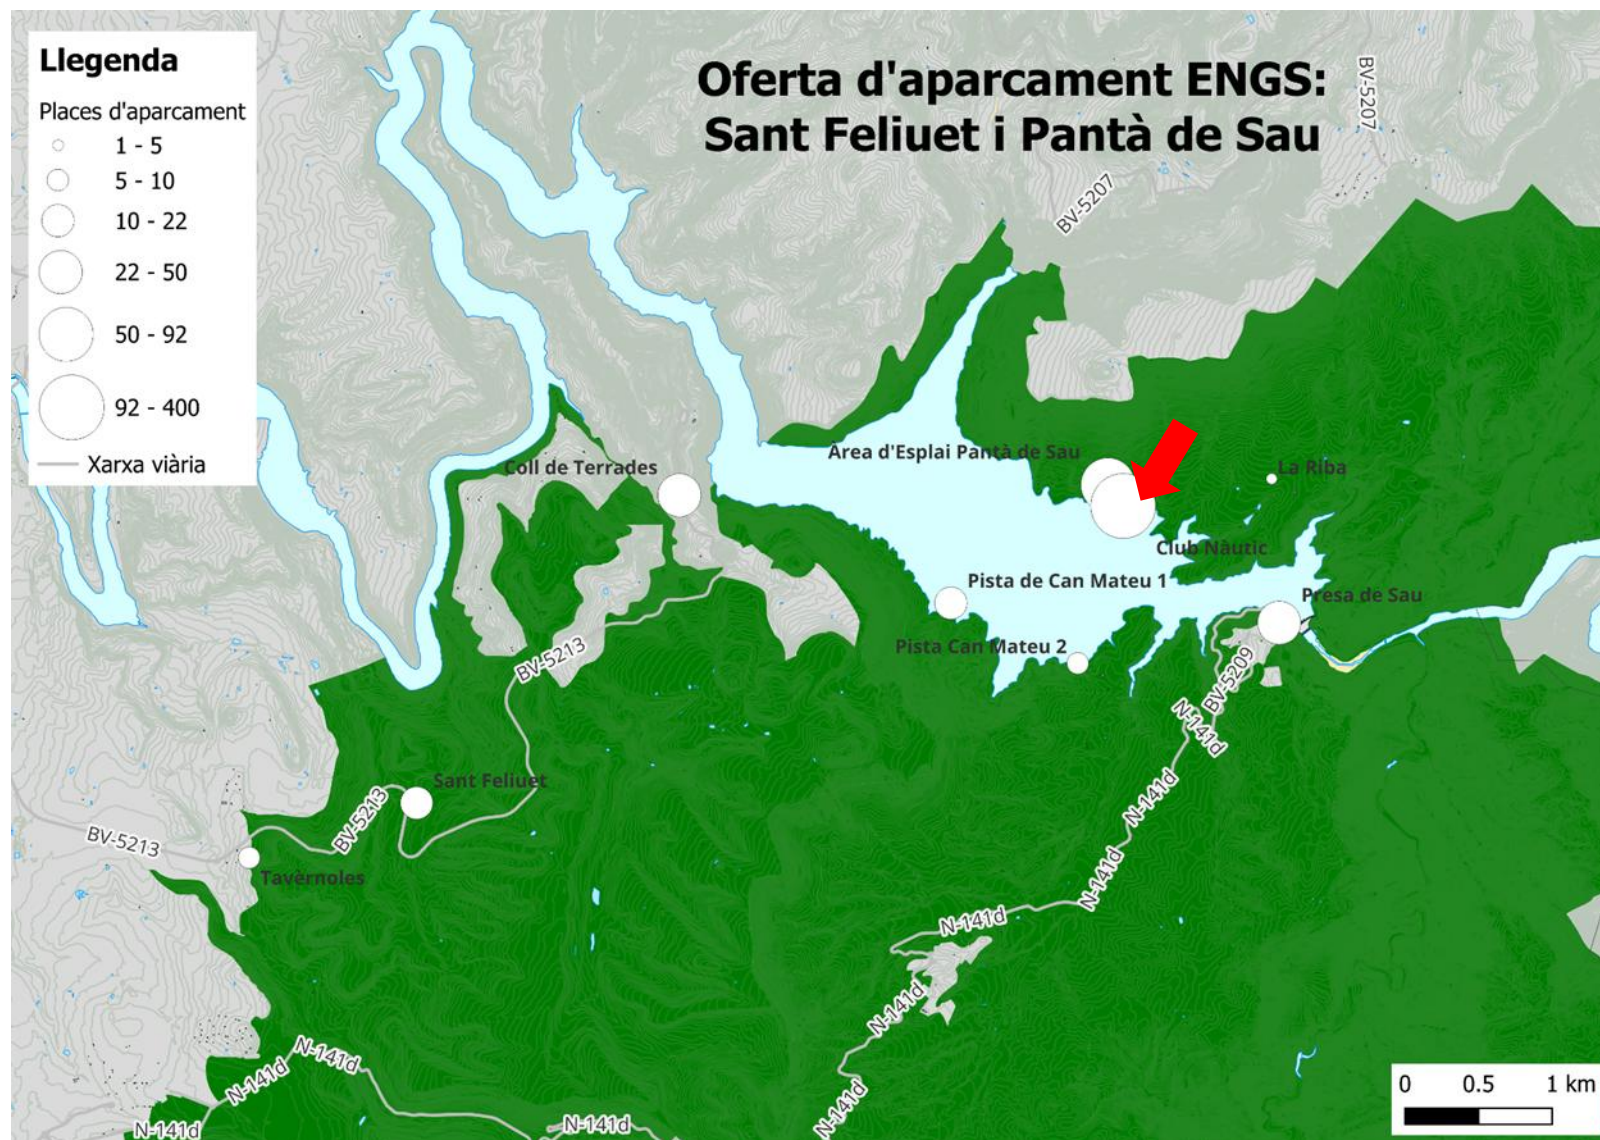 Llegenda
Places d'aparcament
1 - 5
5 - 10
10 - 22
22 - 50
50 - 92
92 - 400
Xarxa viària
Oferta d'aparcament ENGS:
Sant Feliuet i Pantà de Sau
BV-5207
BV-5207
Àrea d'Esplai Pantà de Sau
Coll de Terrades
La Riba
Club Nàutic
Pista de Can Mateu 1
Presa de Sau
Pista Can Mateu 2
BV-5213
BV-5209
N-141d
Sant Feliuet
N-141d
BV-5213
BV-5213
Tavèrnoles
N-141d
N-141d
N-141d
N-141d
N-141d
N-141d
N-141d
N-141d
0 0.5 1 km